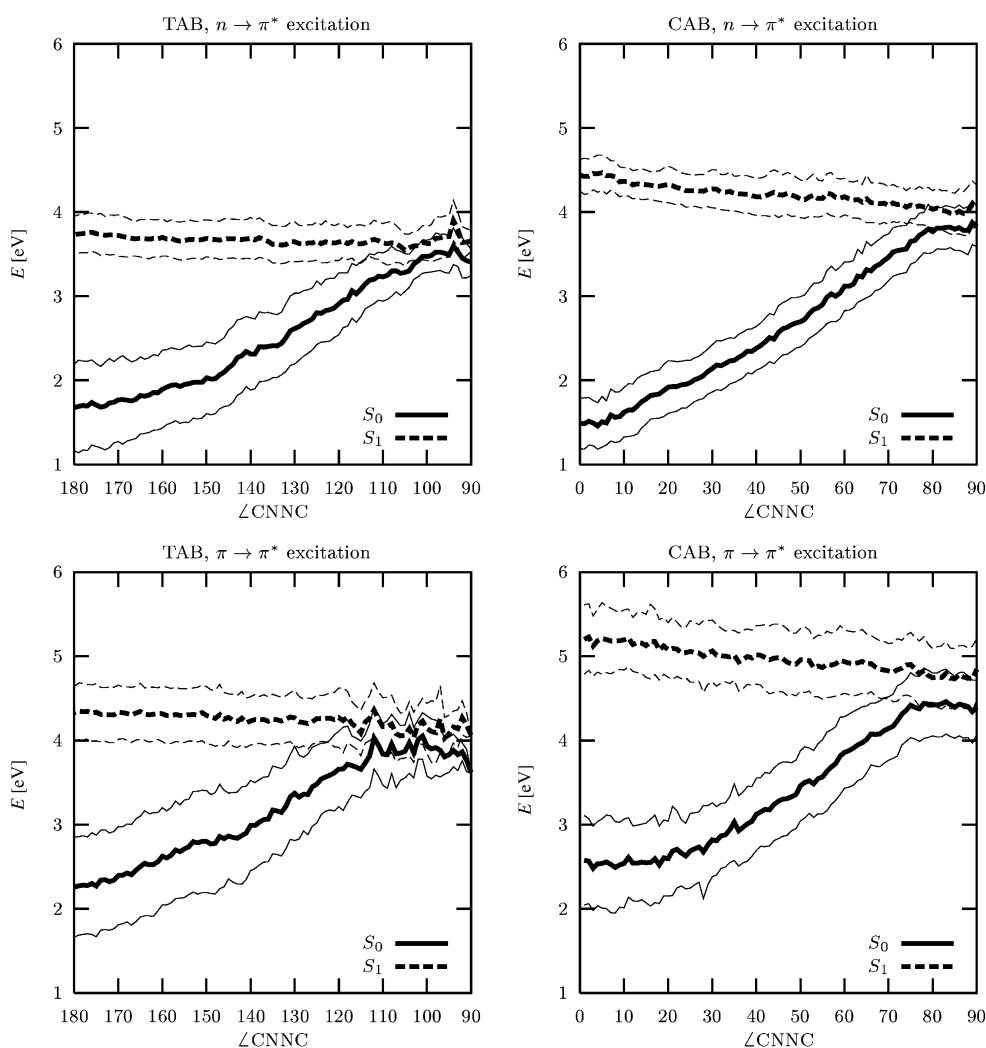 TAB, n → π* excitation
6
5
4
3
2
1
E [eV]
S₀
S₁
180 170 160 150 140 130 120 110 100 90
∠CNNC
CAB, n → π* excitation
6
5
4
3
2
1
E [eV]
S₀
S₁
0 10 20 30 40 50 60 70 80 90
∠CNNC
TAB, π → π* excitation
6
5
4
3
2
1
E [eV]
S₀
S₁
180 170 160 150 140 130 120 110 100 90
∠CNNC
CAB, π → π* excitation
6
5
4
3
2
1
E [eV]
S₀
S₁
0 10 20 30 40 50 60 70 80 90
∠CNNC